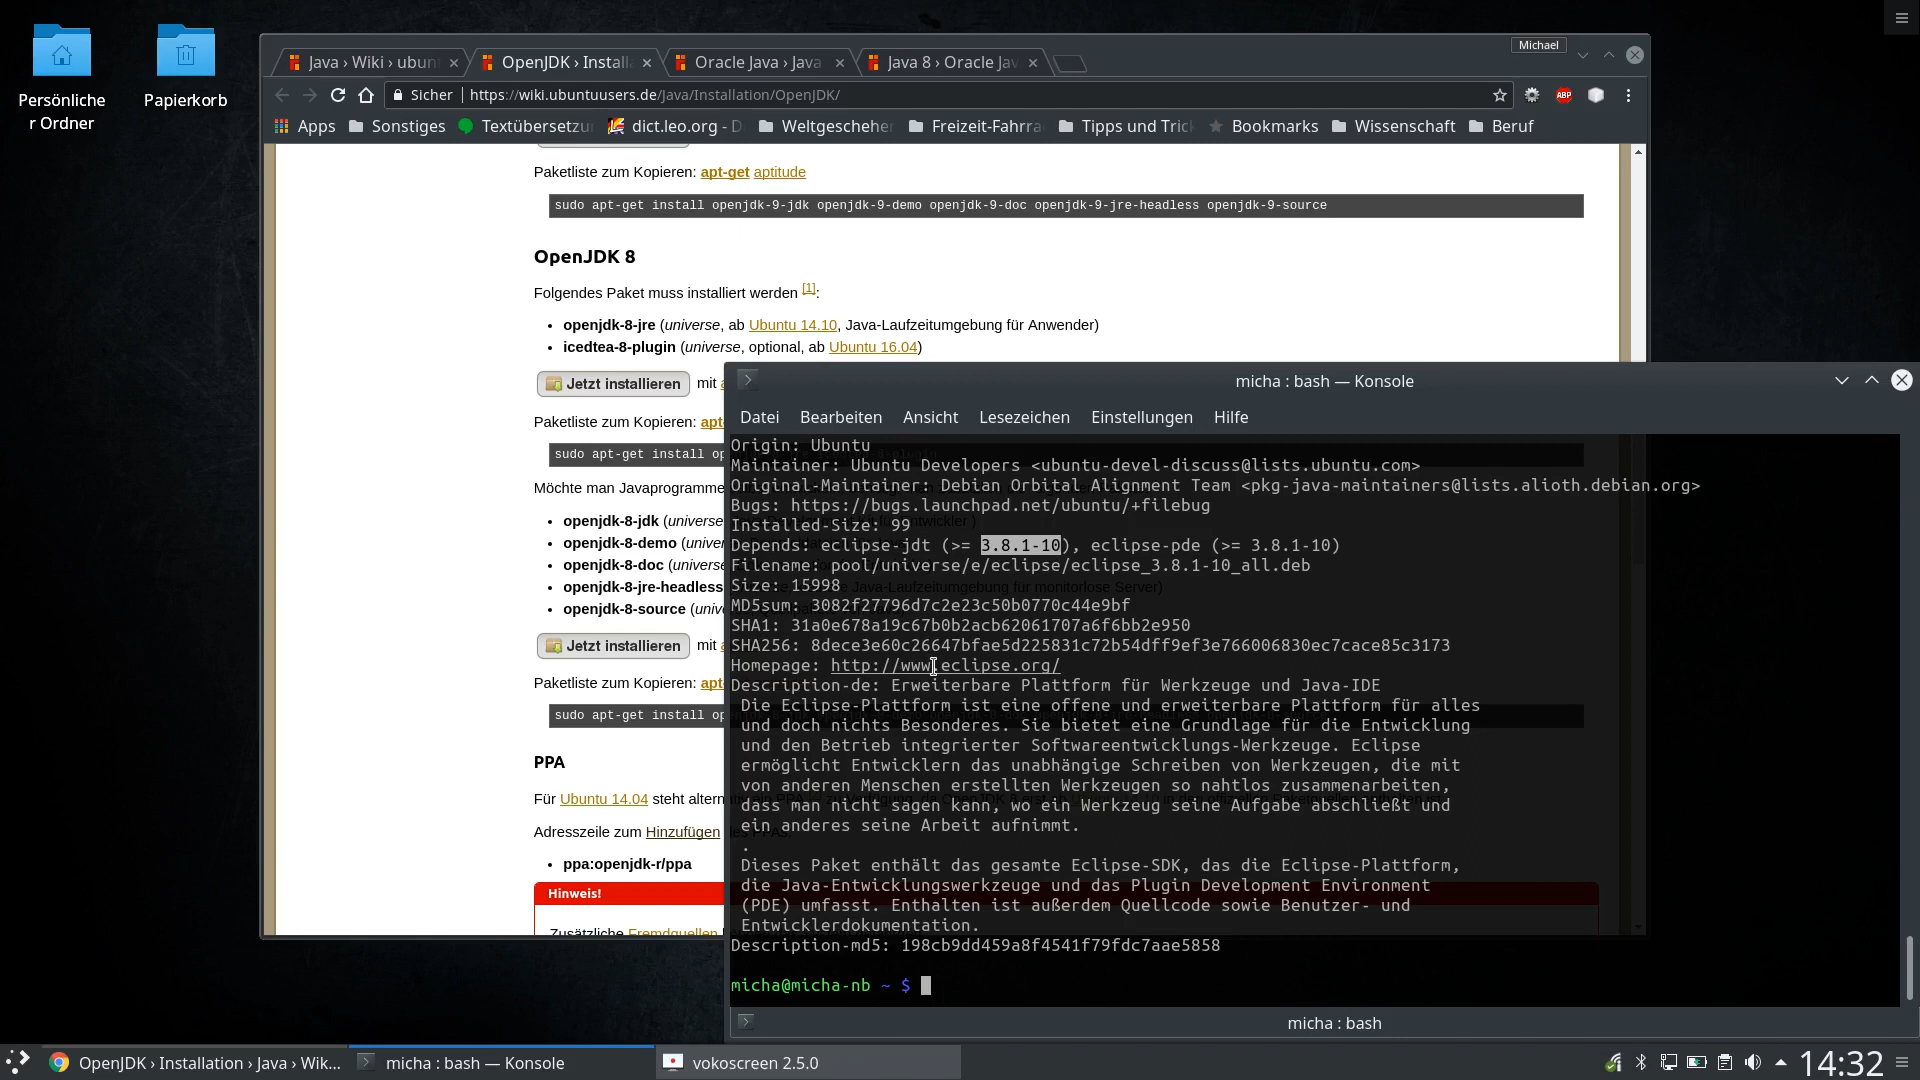 Persönliche
r Ordner
Papierkorb
Michael
Java › Wiki › ubun
OpenJDK › Install
Oracle Java › Java
Java 8 › Oracle Jav
Sicher
https://wiki.ubuntuusers.de/Java/Installation/OpenJDK/
ABP
Apps
Sonstiges
Textübersetzu
dict.leo.org - D
Weltgeschehe
Freizeit-Fahrra
Tipps und Tric
Bookmarks
Wissenschaft
Beruf
Paketliste zum Kopieren: apt-get aptitude
sudo apt-get install openjdk-9-jdk openjdk-9-demo openjdk-9-doc openjdk-9-jre-headless openjdk-9-source
OpenJDK 8
Folgendes Paket muss installiert werden [1]:
• openjdk-8-jre (universe, ab Ubuntu 14.10, Java-Laufzeitumgebung für Anwender)
• icedtea-8-plugin (universe, optional, ab Ubuntu 16.04)
Jetzt installieren mit
Paketliste zum Kopieren: apt
sudo apt-get install op
Möchte man Javaprogramme
• openjdk-8-jdk (universe
• openjdk-8-demo (unive
• openjdk-8-doc (universe
• openjdk-8-jre-headless
• openjdk-8-source (univ
Jetzt installieren mit
Paketliste zum Kopieren: apt
sudo apt-get install op
PPA
Für Ubuntu 14.04 steht altern
Adresszeile zum Hinzufügen
• ppa:openjdk-r/ppa
Hinweis!
Zusätzliche Fremdquellen
micha : bash — Konsole
Datei Bearbeiten Ansicht Lesezeichen Einstellungen Hilfe
Origin: Ubuntu
Maintainer: Ubuntu Developers <ubuntu-devel-discuss@lists.ubuntu.com>
Original-Maintainer: Debian Orbital Alignment Team <pkg-java-maintainers@lists.alioth.debian.org>
Bugs: https://bugs.launchpad.net/ubuntu/+filebug
Installed-Size: 99
Depends: eclipse-jdt (>= 3.8.1-10), eclipse-pde (>= 3.8.1-10)
Filename: pool/universe/e/eclipse/eclipse_3.8.1-10_all.deb
Size: 15998
MD5sum: 3082f27796d7c2e23c50b0770c44e9bf
SHA1: 31a0e678a19c67b0b2acb62061707a6f6bb2e950
SHA256: 8dece3e60c26647bfae5d225831c72b54dff9ef3e766006830ec7cace85c3173
Homepage: http://www.eclipse.org/
Description-de: Erweiterbare Plattform für Werkzeuge und Java-IDE
Die Eclipse-Plattform ist eine offene und erweiterbare Plattform für alles
und doch nichts Besonderes. Sie bietet eine Grundlage für die Entwicklung
und den Betrieb integrierter Softwareentwicklungs-Werkzeuge. Eclipse
ermöglicht Entwicklern das unabhängige Schreiben von Werkzeugen, die mit
von anderen Menschen erstellten Werkzeugen so nahtlos zusammenarbeiten,
dass man nicht sagen kann, wo ein Werkzeug seine Aufgabe abschließt und
ein anderes seine Arbeit aufnimmt.
.
Dieses Paket enthält das gesamte Eclipse-SDK, das die Eclipse-Plattform,
die Java-Entwicklungswerkzeuge und das Plugin Development Environment
(PDE) umfasst. Enthalten ist außerdem Quellcode sowie Benutzer- und
Entwicklerdokumentation.
Description-md5: 198cb9dd459a8f4541f79fdc7aae5858
micha@micha-nb ~ $
micha : bash
OpenJDK › Installation › Java › Wik...
micha : bash — Konsole
vokoscreen 2.5.0
14:32